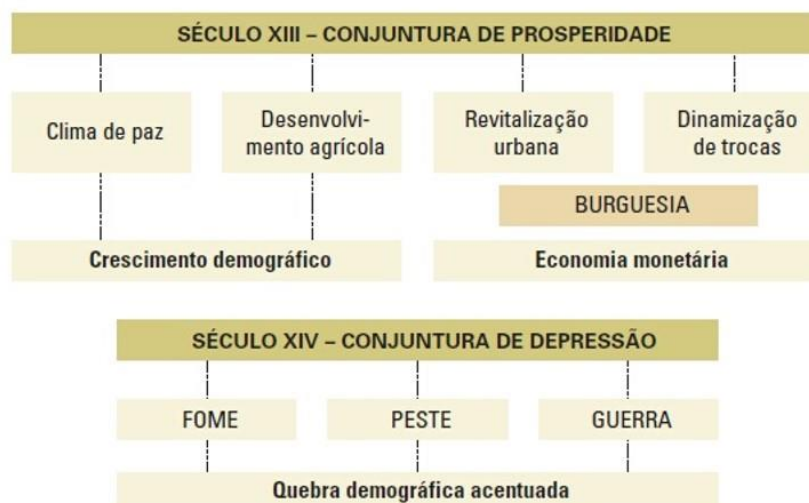 SÉCULO XIII – CONJUNTURA DE PROSPERIDADE
Clima de paz
Desenvolvi-
mento agrícola
Revitalização
urbana
Dinamização
de trocas
BURGUESIA
Crescimento demográfico
Economia monetária
SÉCULO XIV – CONJUNTURA DE DEPRESSÃO
FOME
PESTE
GUERRA
Quebra demográfica acentuada